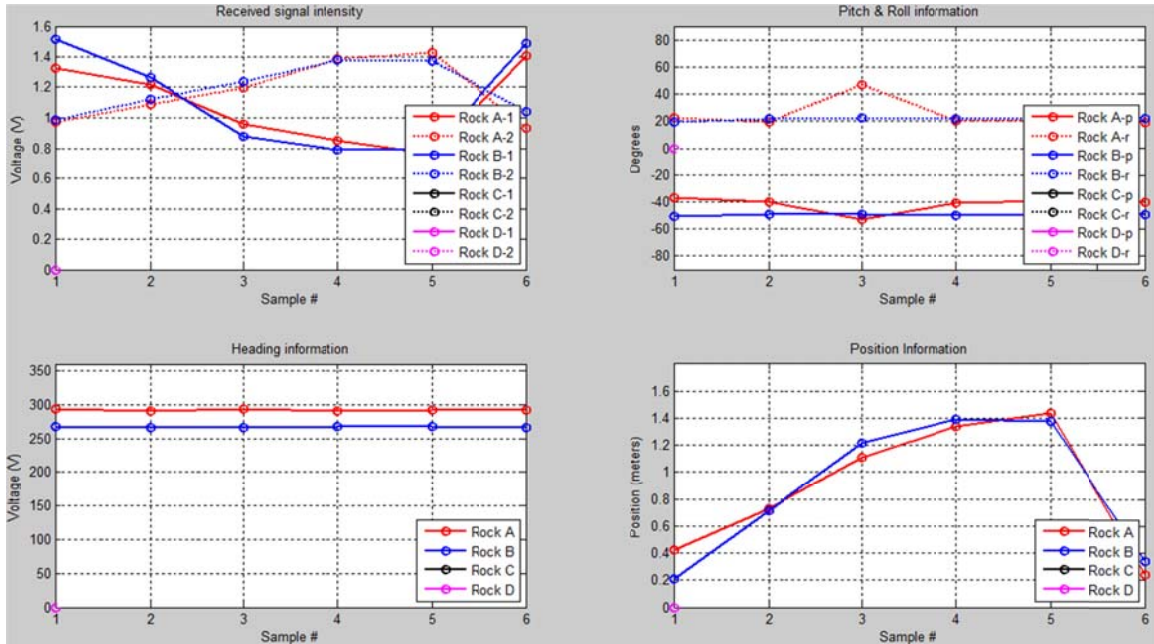 Received signal intensity
Voltage (V)
1.6
1.4
1.2
1
0.8
0.6
0.4
0.2
0
1 2 3 4 5 6
Sample #
Rock A-1
Rock A-2
Rock B-1
Rock B-2
Rock C-1
Rock C-2
Rock D-1
Rock D-2
Pitch & Roll information
Degrees
80
60
40
20
0
-20
-40
-60
-80
1 2 3 4 5 6
Sample #
Rock A-p
Rock A-r
Rock B-p
Rock B-r
Rock C-p
Rock C-r
Rock D-p
Rock D-r
Heading information
Voltage (V)
350
300
250
200
150
100
50
0
1 2 3 4 5 6
Sample #
Rock A
Rock B
Rock C
Rock D
Position Information
Position (meters)
1.6
1.4
1.2
1
0.8
0.6
0.4
0.2
0
1 2 3 4 5 6
Sample #
Rock A
Rock B
Rock C
Rock D